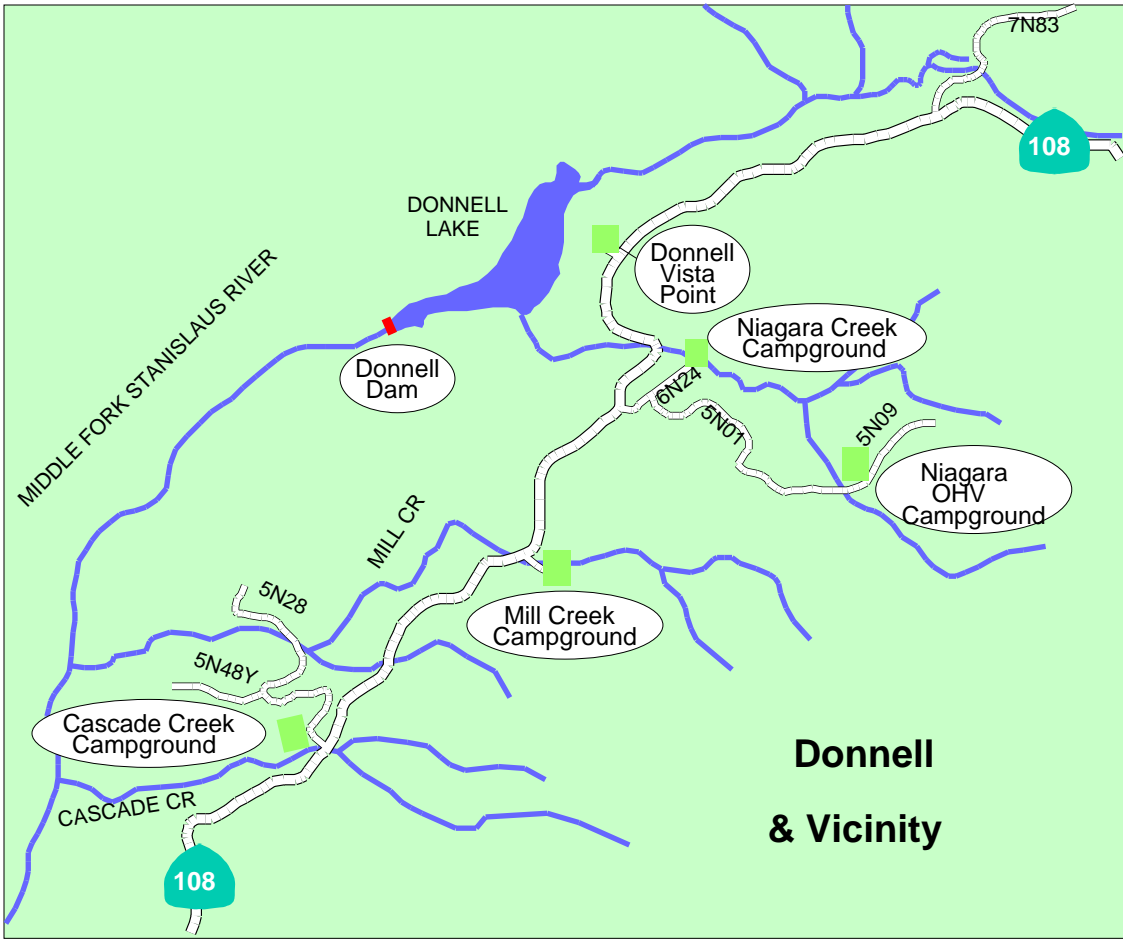 7N83
108
DONNELL
LAKE
Donnell
Vista
Point
MIDDLE FORK STANISLAUS RIVER
Niagara Creek
Campground
Donnell
Dam
6N24
5N01
5N09
Niagara
OHV
Campground
MILL CR
5N28
Mill Creek
Campground
5N48Y
Cascade Creek
Campground
CASCADE CR
Donnell
& Vicinity
108